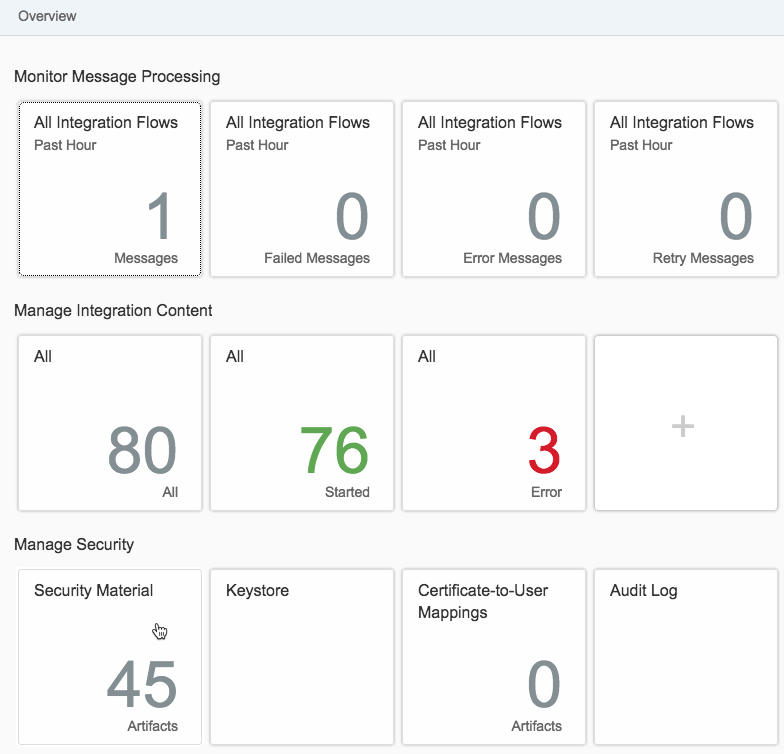 Overview
Monitor Message Processing
All Integration Flows
Past Hour
1
Messages
All Integration Flows
Past Hour
0
Failed Messages
All Integration Flows
Past Hour
0
Error Messages
All Integration Flows
Past Hour
0
Retry Messages
Manage Integration Content
All
80
All
All
76
Started
All
3
Error
+
Manage Security
Security Material
45
Artifacts
Keystore
Certificate-to-User
Mappings
0
Artifacts
Audit Log